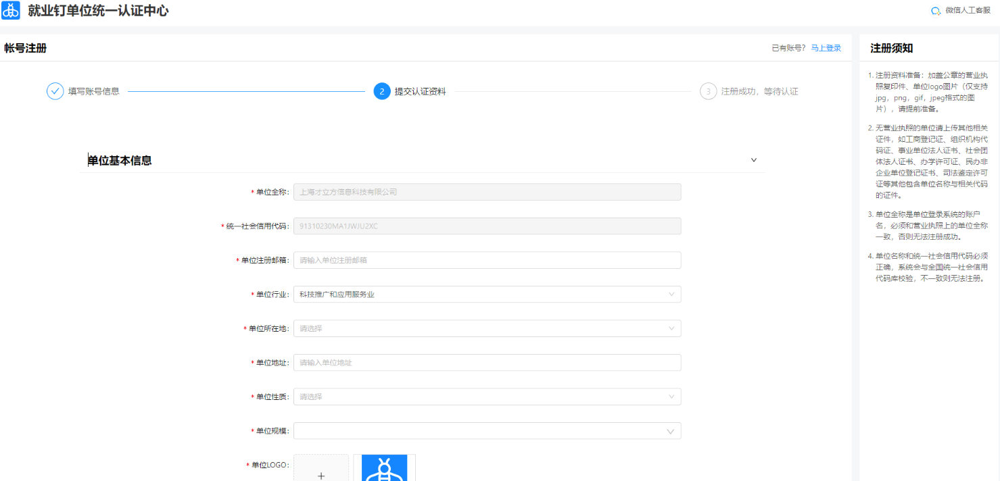 就业钉单位统一认证中心
微信人工客服
帐号注册
已有账号? 马上登录
填写账号信息
2 提交认证资料
3 注册成功，等待认证
单位基本信息
* 单位全称:
上海才立方信息科技有限公司
* 统一社会信用代码:
91310230MA1JWJU2XC
* 单位注册邮箱:
请输入单位注册邮箱
* 单位行业:
科技推广和应用服务业
* 单位所在地:
请选择
* 单位地址:
请输入单位地址
* 单位性质:
请选择
* 单位规模:
* 单位LOGO:
+
注册须知
1. 注册资料准备：加盖公章的营业执
照复印件、单位logo图片（仅支持
jpg，png，gif，jpeg格式的图
片），请提前准备。
2. 无营业执照的单位请上传其他相关
证件，如工商登记证、组织机构代
码证、事业单位法人证书、社会团
体法人证书、办学许可证、民办非
企业单位登记证书、司法鉴定许可
证等其他包含单位名称与相关代码
的证件。
3. 单位全称是单位登录系统的账户
名，必须和营业执照上的单位全称
一致，否则无法注册成功。
4. 单位名称和统一社会信用代码必须
正确，系统会与全国统一社会信用
代码库校验，不一致则无法注册。